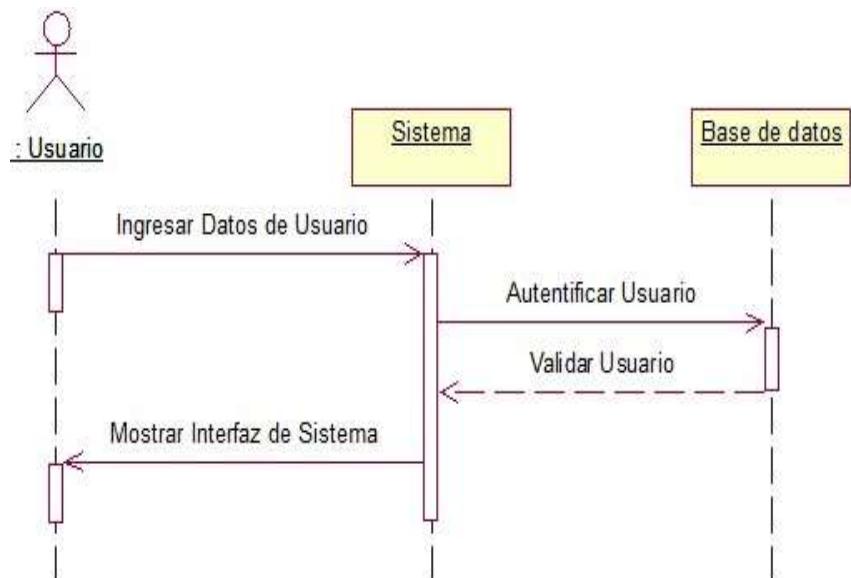 : Usuario
Sistema
Base de datos
Ingresar Datos de Usuario
Autentificar Usuario
Validar Usuario
Mostrar Interfaz de Sistema